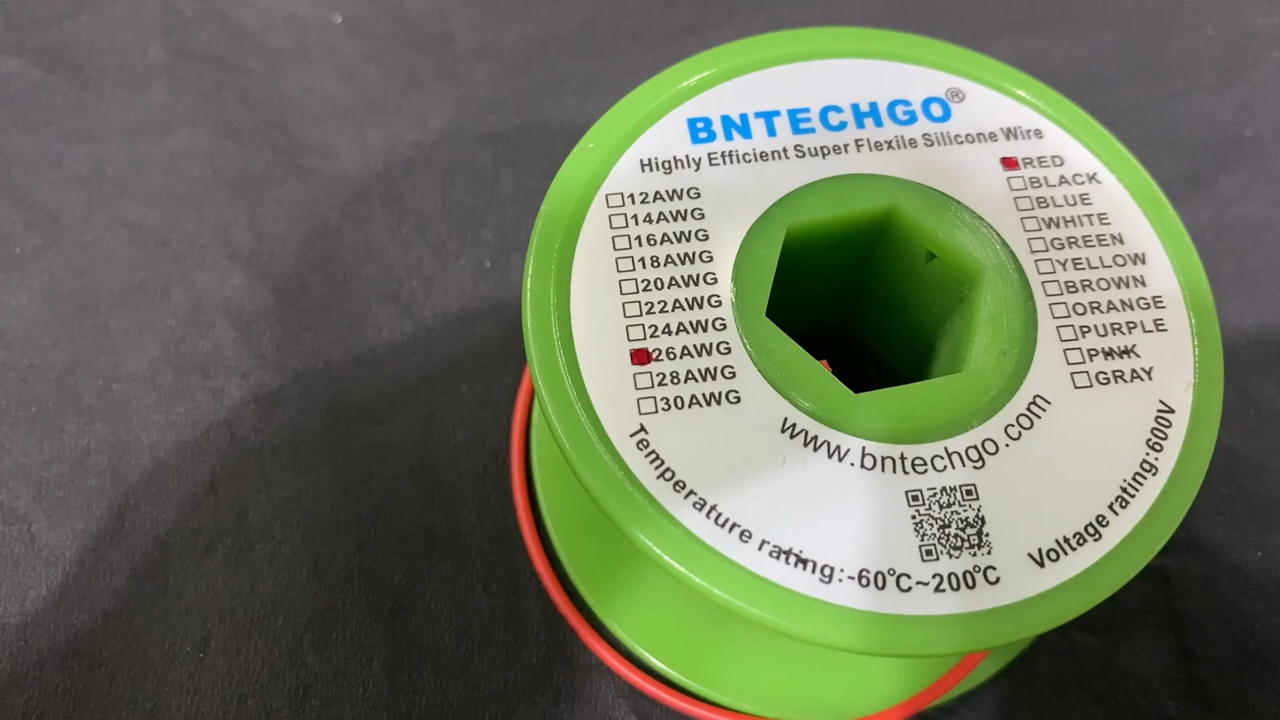 BNTECHGO®
Highly Efficient Super Flexile Silicone Wire
12AWG
14AWG
16AWG
18AWG
20AWG
22AWG
24AWG
26AWG
28AWG
30AWG
RED
BLACK
BLUE
WHITE
GREEN
YELLOW
BROWN
ORANGE
PURPLE
PINK
GRAY
www.bntechgo.com
Temperature rating:-60℃~200℃
Voltage rating:600V